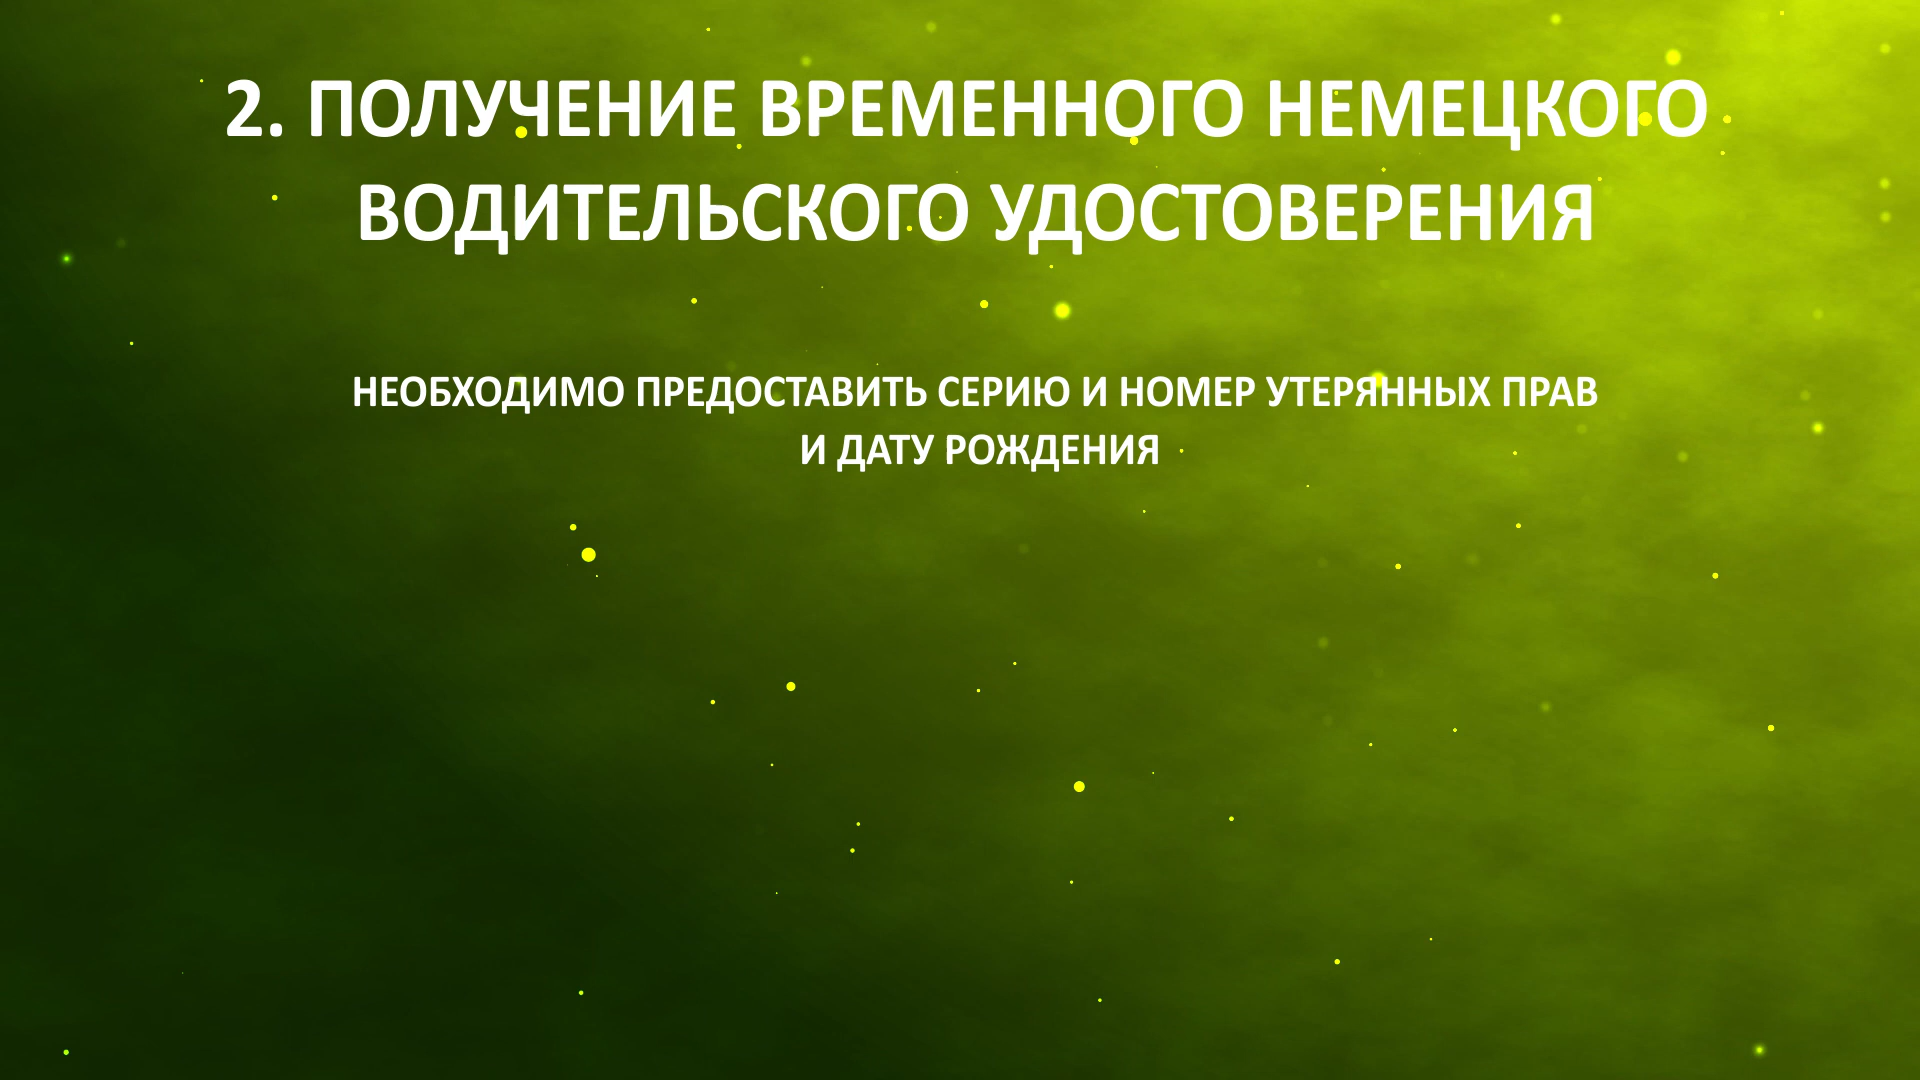 2. ПОЛУЧЕНИЕ ВРЕМЕННОГО НЕМЕЦКОГО
ВОДИТЕЛЬСКОГО УДОСТОВЕРЕНИЯ
НЕОБХОДИМО ПРЕДОСТАВИТЬ СЕРИЮ И НОМЕР УТЕРЯННЫХ ПРАВ
И ДАТУ РОЖДЕНИЯ